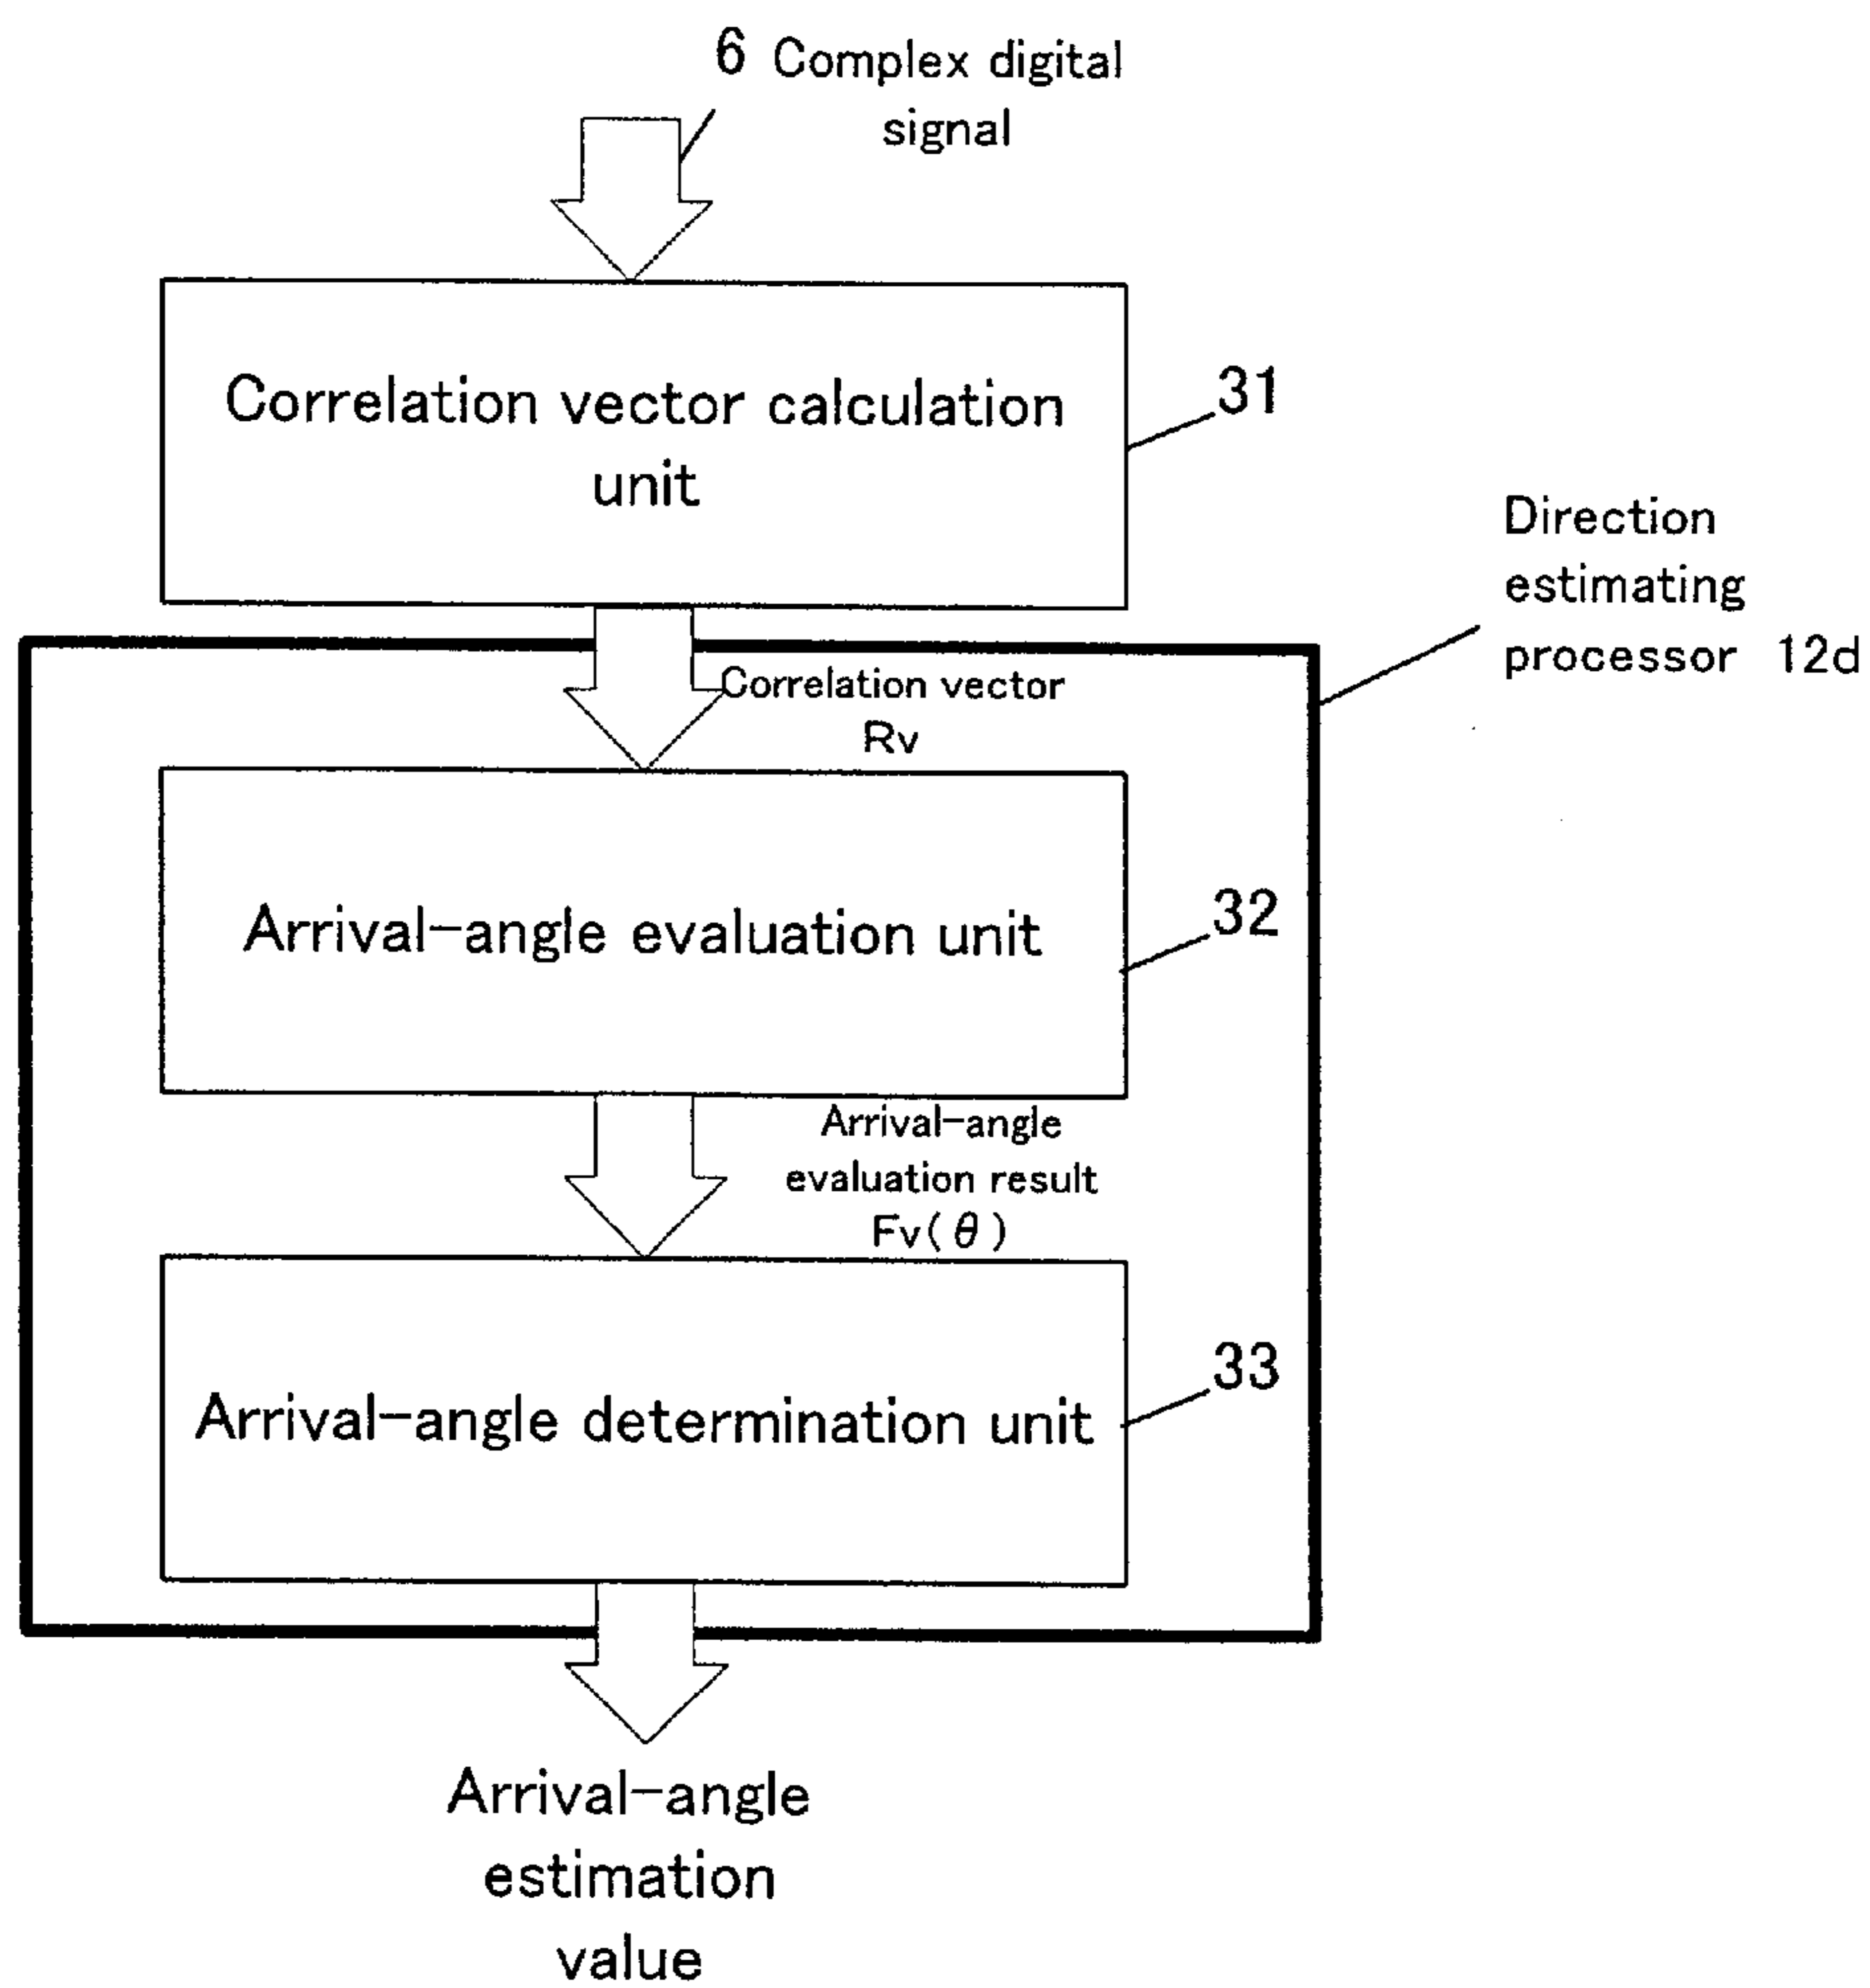 6 Complex digital
signal
Correlation vector calculation
unit
31
Direction
estimating
processor 12d
Correlation vector
Rv
Arrival-angle evaluation unit
32
Arrival-angle
evaluation result
Fv(θ)
Arrival-angle determination unit
33
Arrival-angle
estimation
value